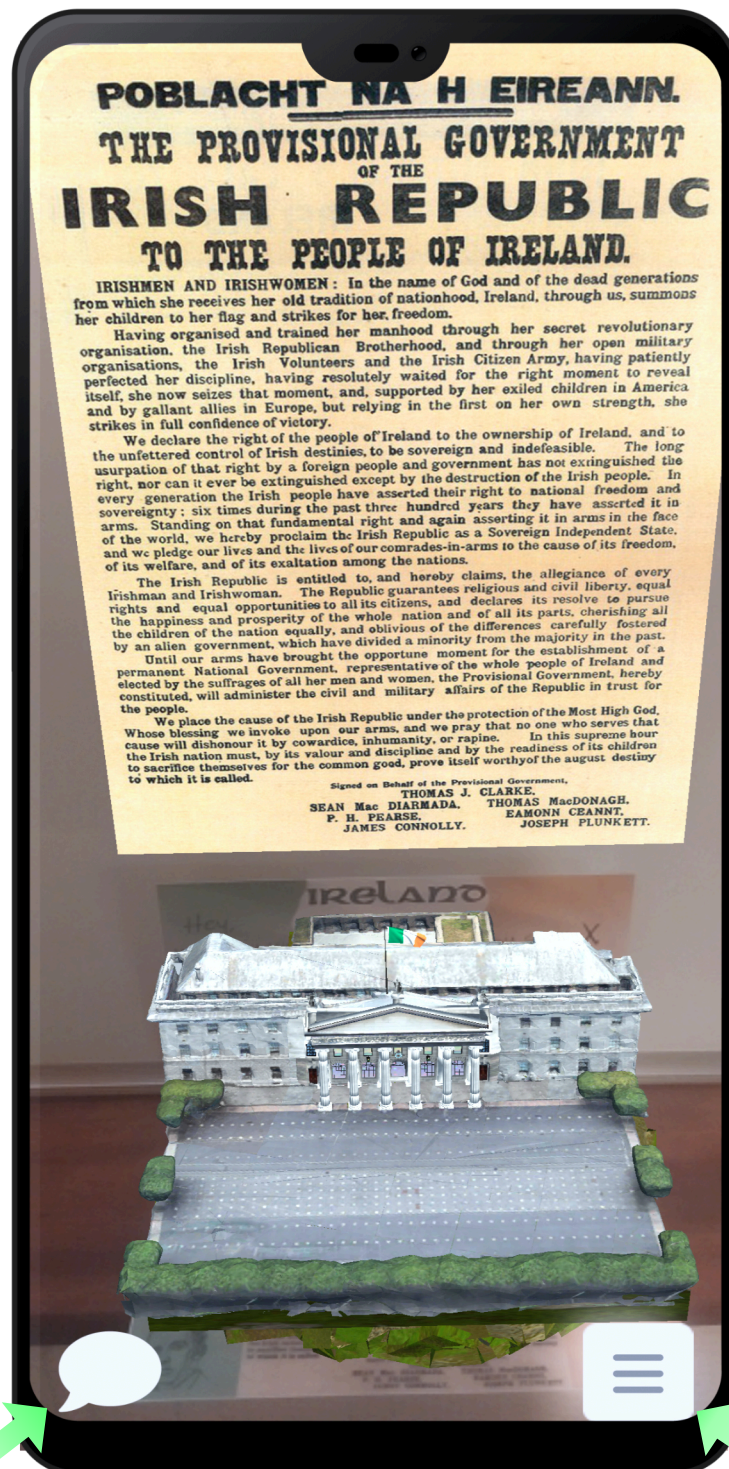 POBLACHT NA H EIREANN.
THE PROVISIONAL GOVERNMENT
OF THE
IRISH REPUBLIC
TO THE PEOPLE OF IRELAND.
IRISHMEN AND IRISHWOMEN : In the name of God and of the dead generations
from which she receives her old tradition of nationhood, Ireland, through us, summons
her children to her flag and strikes for her freedom.
Having organised and trained her manhood through her secret revolutionary
organisation, the Irish Republican Brotherhood, and through her open military
organisations, the Irish Volunteers and the Irish Citizen Army, having patiently
perfected her discipline, having resolutely waited for the right moment to reveal
itself, she now seizes that moment, and, supported by her exiled children in America
and by gallant allies in Europe, but relying in the first on her own strength, she
strikes in full confidence of victory.
We declare the right of the people of Ireland to the ownership of Ireland, and to
the unfettered control of Irish destinies, to be sovereign and indefeasible. The long
usurpation of that right by a foreign people and government has not extinguished the
right, nor can it ever be extinguished except by the destruction of the Irish people. In
every generation the Irish people have asserted their right to national freedom and
sovereignty ; six times during the past three hundred years they have asserted it in
arms. Standing on that fundamental right and again asserting it in arms in the face
of the world, we hereby proclaim the Irish Republic as a Sovereign Independent State,
and we pledge our lives and the lives of our comrades-in-arms to the cause of its freedom,
of its welfare, and of its exaltation among the nations.
The Irish Republic is entitled to, and hereby claims, the allegiance of every
Irishman and Irishwoman. The Republic guarantees religious and civil liberty, equal
rights and equal opportunities to all its citizens, and declares its resolve to pursue
the happiness and prosperity of the whole nation and of all its parts, cherishing all
the children of the nation equally, and oblivious of the differences carefully fostered
by an alien government, which have divided a minority from the majority in the past.
Until our arms have brought the opportune moment for the establishment of a
permanent National Government, representative of the whole people of Ireland and
elected by the suffrages of all her men and women, the Provisional Government, hereby
constituted, will administer the civil and military affairs of the Republic in trust for
the people.
We place the cause of the Irish Republic under the protection of the Most High God,
Whose blessing we invoke upon our arms, and we pray that no one who serves that
cause will dishonour it by cowardice, inhumanity, or rapine. In this supreme hour
the Irish nation must, by its valour and discipline and by the readiness of its children
to sacrifice themselves for the common good, prove itself worthy of the august destiny
to which it is called.
Signed on Behalf of the Provisional Government,
THOMAS J. CLARKE,
SEAN Mac DIARMADA, THOMAS MacDONAGH,
P. H. PEARSE, EAMONN CEANNT,
JAMES CONNOLLY. JOSEPH PLUNKETT.
IRELAND